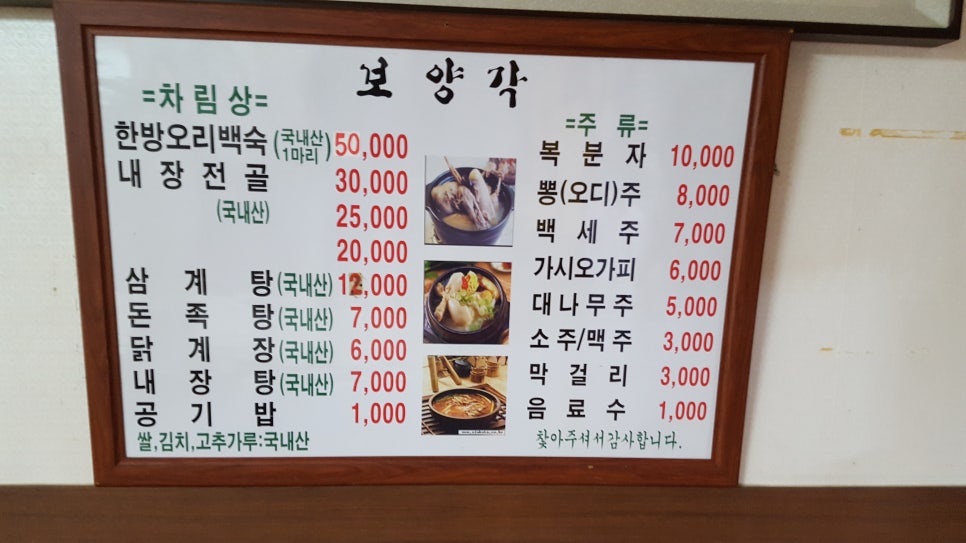 보양각
=차림상=
한방오리백숙(국내산 1마리) 50,000
내장전골 30,000
(국내산) 25,000
20,000
삼계탕(국내산) 12,000
돈족탕(국내산) 7,000
닭계장(국내산) 6,000
내장탕(국내산) 7,000
공기밥 1,000
쌀,김치,고추가루:국내산
=주류=
복분자 10,000
뽕(오디)주 8,000
백세주 7,000
가시오가피 6,000
대나무주 5,000
소주/맥주 3,000
막걸리 3,000
음료수 1,000
찾아주셔서감사합니다.